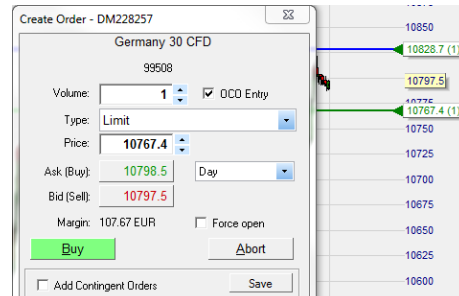 Create Order - DM228257
Germany 30 CFD
99508
Volume: 1 OCO Entry
Type: Limit
Price: 10767.4
Ask (Buy): 10798.5 Day
Bid (Sell): 10797.5
Margin: 107.67 EUR Force open
Buy Abort
Add Contingent Orders Save
10850
10828.7 (1)
10797.5
10775
10767.4 (1)
10750
10725
10700
10675
10650
10625
10600